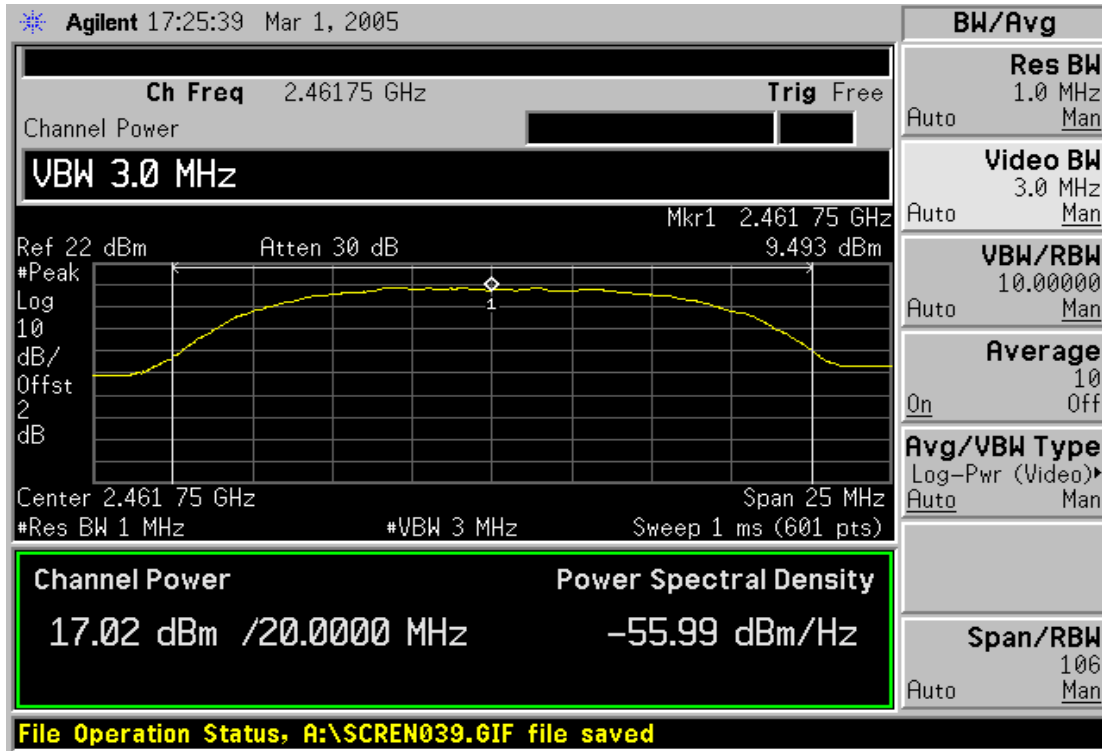 Agilent 17:25:39 Mar 1, 2005
Ch Freq 2.46175 GHz Trig Free
Channel Power
VBW 3.0 MHz
Mkr1 2.461 75 GHz
Ref 22 dBm Atten 30 dB 9.493 dBm
#Peak
Log
10
dB/
Offst
2
dB
1
Center 2.461 75 GHz Span 25 MHz
#Res BW 1 MHz #VBW 3 MHz Sweep 1 ms (601 pts)
Channel Power Power Spectral Density
17.02 dBm /20.0000 MHz -55.99 dBm/Hz
File Operation Status, A:\SCREN039.GIF file saved
BW/Avg
Res BW
1.0 MHz
Auto Man
Video BW
3.0 MHz
Auto Man
VBW/RBW
10.00000
Auto Man
Average
10
On Off
Avg/VBW Type
Log-Pwr (Video)
Auto Man
Span/RBW
106
Auto Man